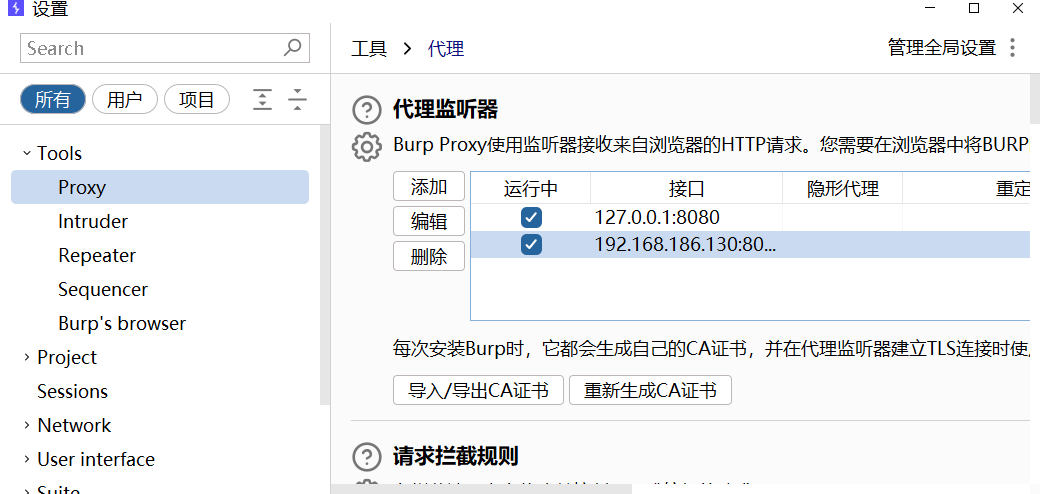 设置
Search
工具 > 代理
管理全局设置
所有 用户 项目
Tools
Proxy
Intruder
Repeater
Sequencer
Burp's browser
Project
Sessions
Network
User interface
Suite
代理监听器
Burp Proxy使用监听器接收来自浏览器的HTTP请求。您需要在浏览器中将BURP
添加
编辑
删除
运行中 接口 隐形代理 重定
127.0.0.1:8080
192.168.186.130:80...
每次安装Burp时，它都会生成自己的CA证书，并在代理监听器建立TLS连接时使
导入/导出CA证书 重新生成CA证书
请求拦截规则